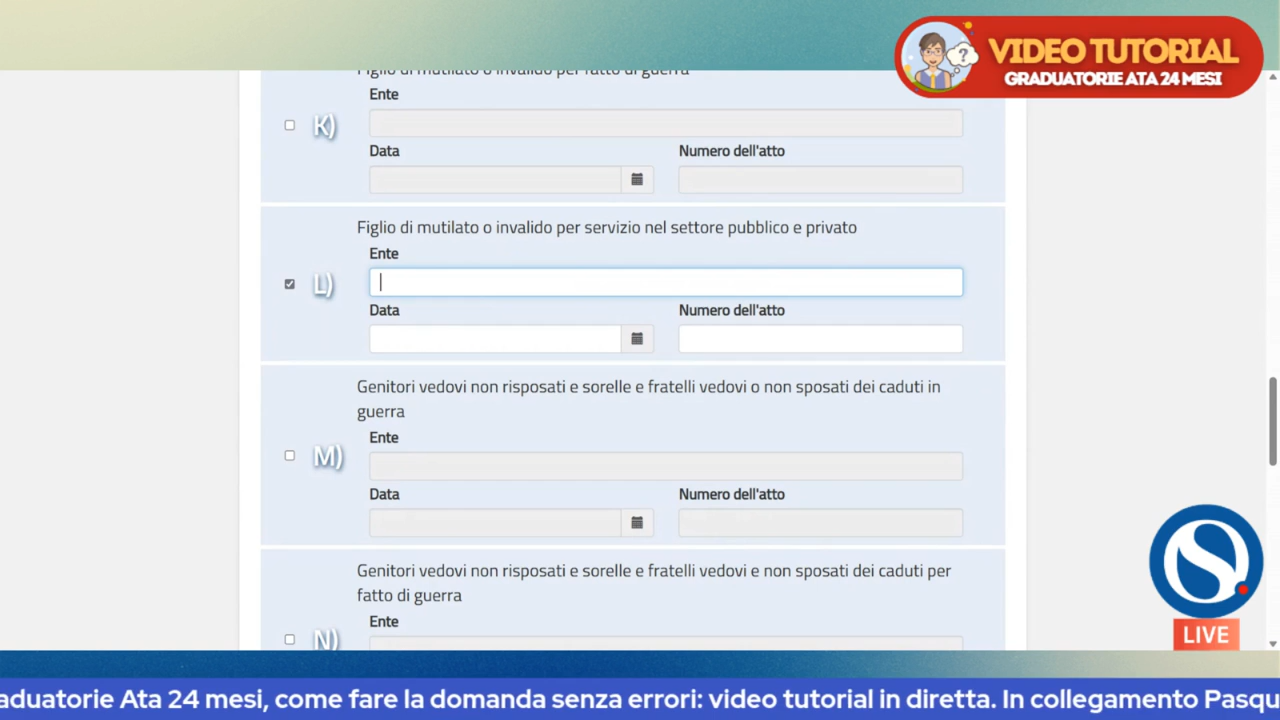 VIDEO TUTORIAL
GRADUATORIE ATA 24 MESI
Figlio di mutilato o invalido per fatto di guerra
Ente
K)
Data Numero dell'atto
Figlio di mutilato o invalido per servizio nel settore pubblico e privato
Ente
L)
Data Numero dell'atto
Genitori vedovi non risposati e sorelle e fratelli vedovi o non sposati dei caduti in
guerra
Ente
M)
Data Numero dell'atto
Genitori vedovi non risposati e sorelle e fratelli vedovi e non sposati dei caduti per
fatto di guerra
Ente
N)
LIVE
aduatorie Ata 24 mesi, come fare la domanda senza errori: video tutorial in diretta. In collegamento Pasqu